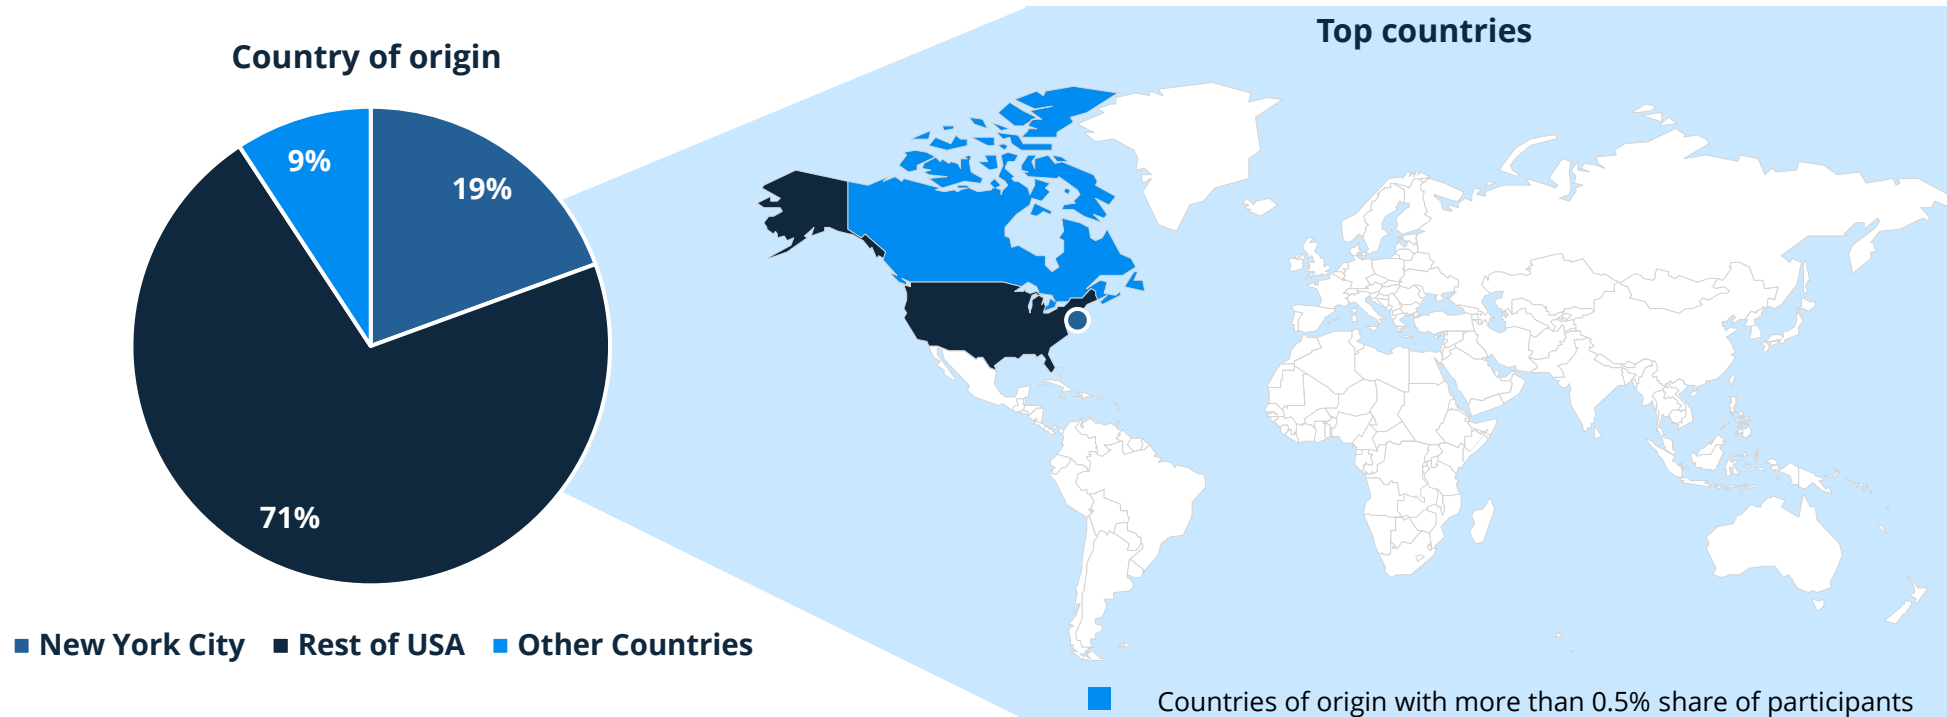 Country of origin
9%
19%
71%
New York City
Rest of USA
Other Countries
Top countries
Countries of origin with more than 0.5% share of participants